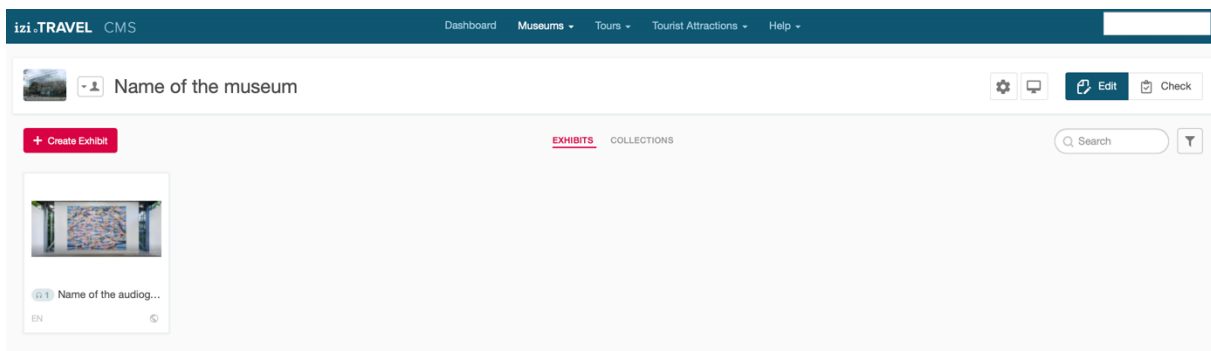 izi.TRAVEL CMS Dashboard Museums Tours Tourist Attractions Help
Name of the museum Edit Check
+ Create Exhibit EXHIBITS COLLECTIONS Search
1 Name of the audiog...
EN